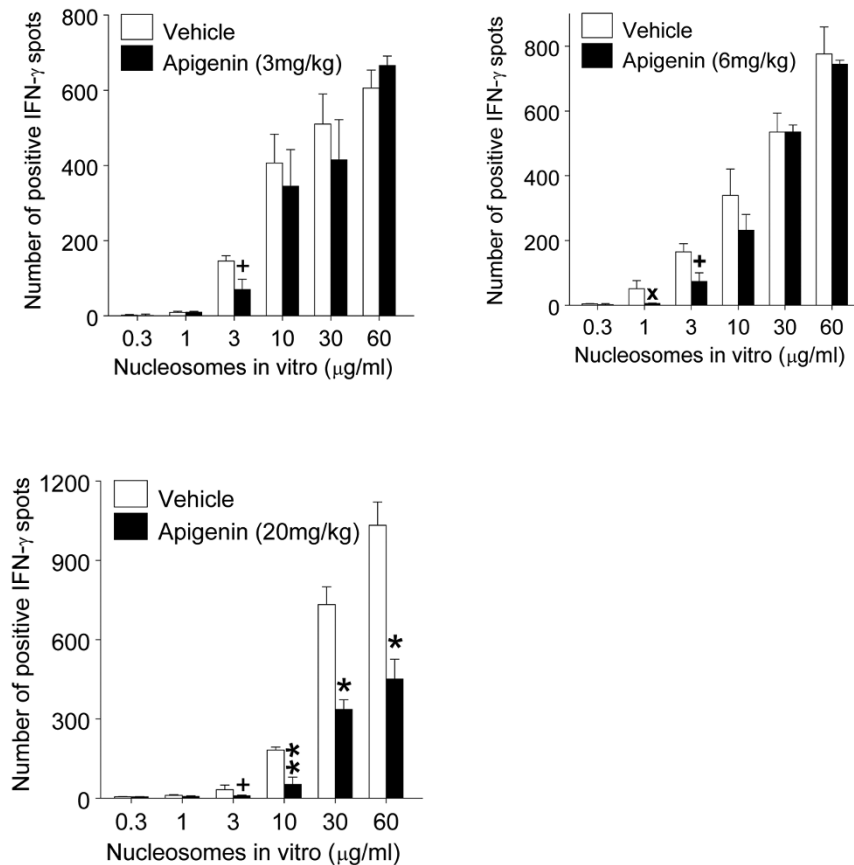 Number of positive IFN-γ spots
800
600
400
200
0
Vehicle
Apigenin (3mg/kg)
+
0.3 1 3 10 30 60
Nucleosomes in vitro (μg/ml)
Number of positive IFN-γ spots
800
600
400
200
0
Vehicle
Apigenin (6mg/kg)
x
+
0.3 1 3 10 30 60
Nucleosomes in vitro (μg/ml)
Number of positive IFN-γ spots
1200
900
600
300
0
Vehicle
Apigenin (20mg/kg)
+
**
*
*
0.3 1 3 10 30 60
Nucleosomes in vitro (μg/ml)